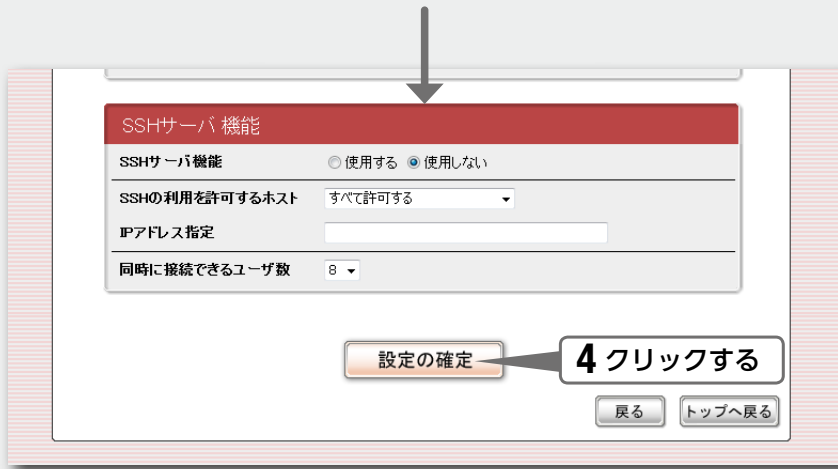 SSHサーバ 機能
SSHサーバ機能 使用する 使用しない
SSHの利用を許可するホスト すべて許可する
IPアドレス指定
同時に接続できるユーザ数 8
設定の確定
4 クリックする
戻る トップへ戻る